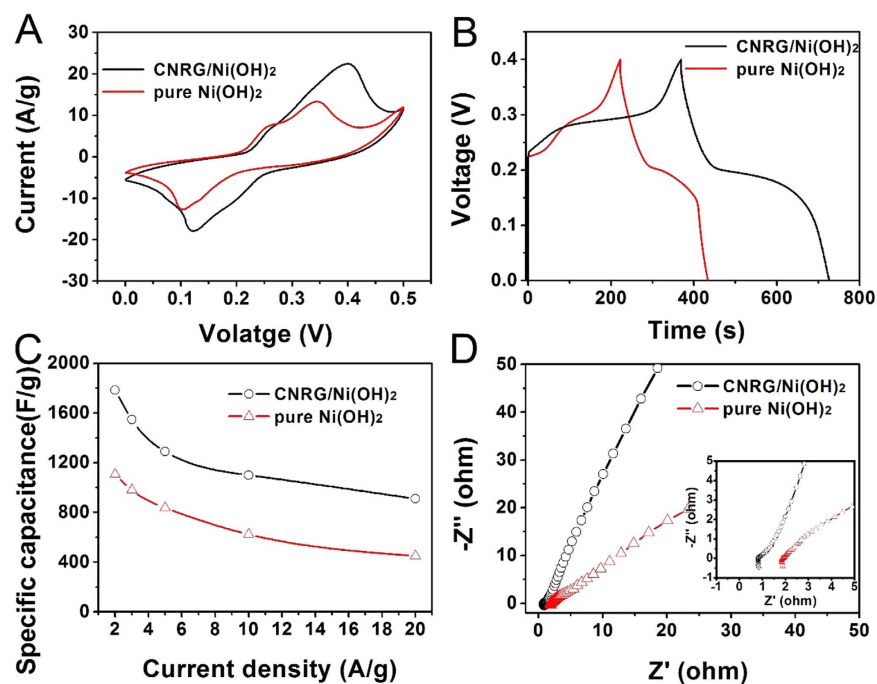 A
30
20
10
0
-10
-20
-30
Current (A/g)
CNRG/Ni(OH)₂
pure Ni(OH)₂
0.0 0.1 0.2 0.3 0.4 0.5
Volatge (V)
B
0.4
0.3
0.2
0.1
0.0
Voltage (V)
CNRG/Ni(OH)₂
pure Ni(OH)₂
0 200 400 600 800
Time (s)
C
2000
1600
1200
800
400
0
Specific capacitance(F/g)
CNRG/Ni(OH)₂
pure Ni(OH)₂
2 4 6 8 10 12 14 16 18 20
Current density (A/g)
D
50
40
30
20
10
0
-Z'' (ohm)
CNRG/Ni(OH)₂
pure Ni(OH)₂
5
4
3
2
1
0
-1
-Z'' (ohm)
0 1 2 3 4 5
Z' (ohm)
0 10 20 30 40 50
Z' (ohm)